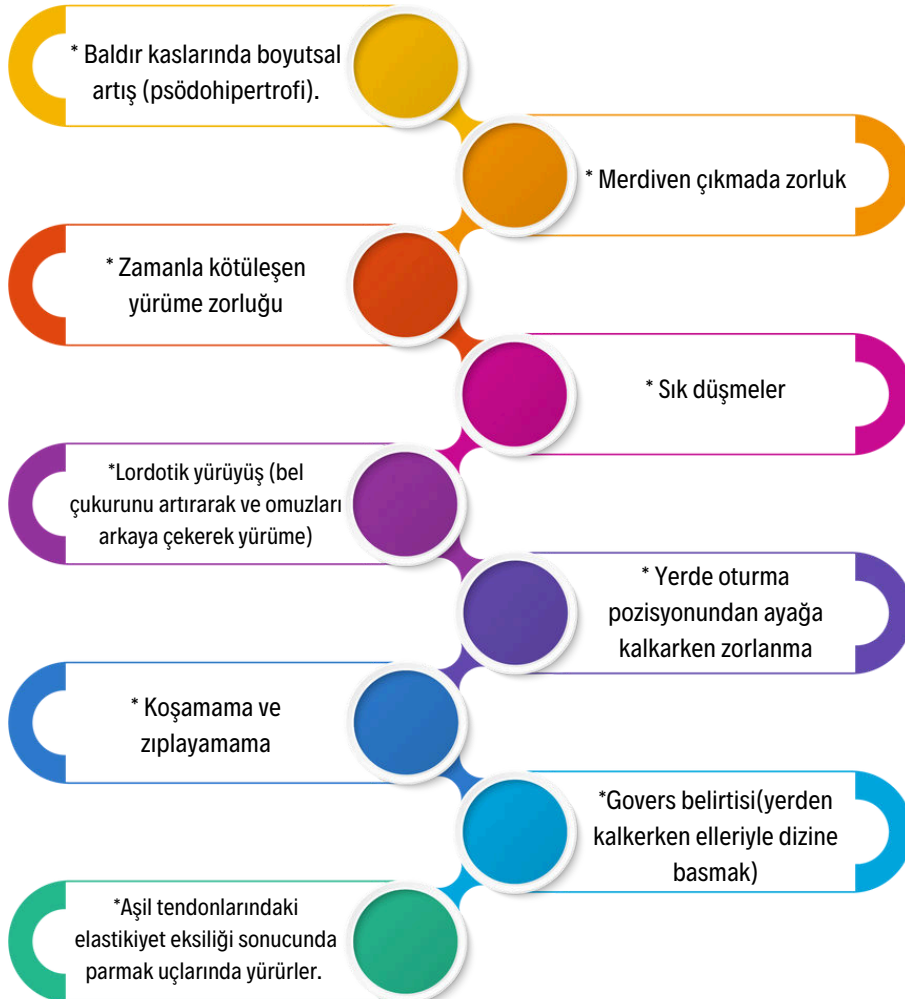 * Baldır kaslarında boyutsal
artış (psödohipertrofi).
* Merdiven çıkmada zorluk
* Zamanla kötüleşen
yürüme zorluğu
* Sık düşmeler
*Lordotik yürüyüş (bel
çukurunu artırarak ve omuzları
arkaya çekerek yürüme)
* Yerde oturma
pozisyonundan ayağa
kalkarken zorlanma
* Koşamama ve
zıplayamama
*Govers belirtisi(yerden
kalkerken elleriyle dizine
basmak)
*Aşil tendonlarındaki
elastikiyet eksiliği sonucunda
parmak uçlarında yürürler.